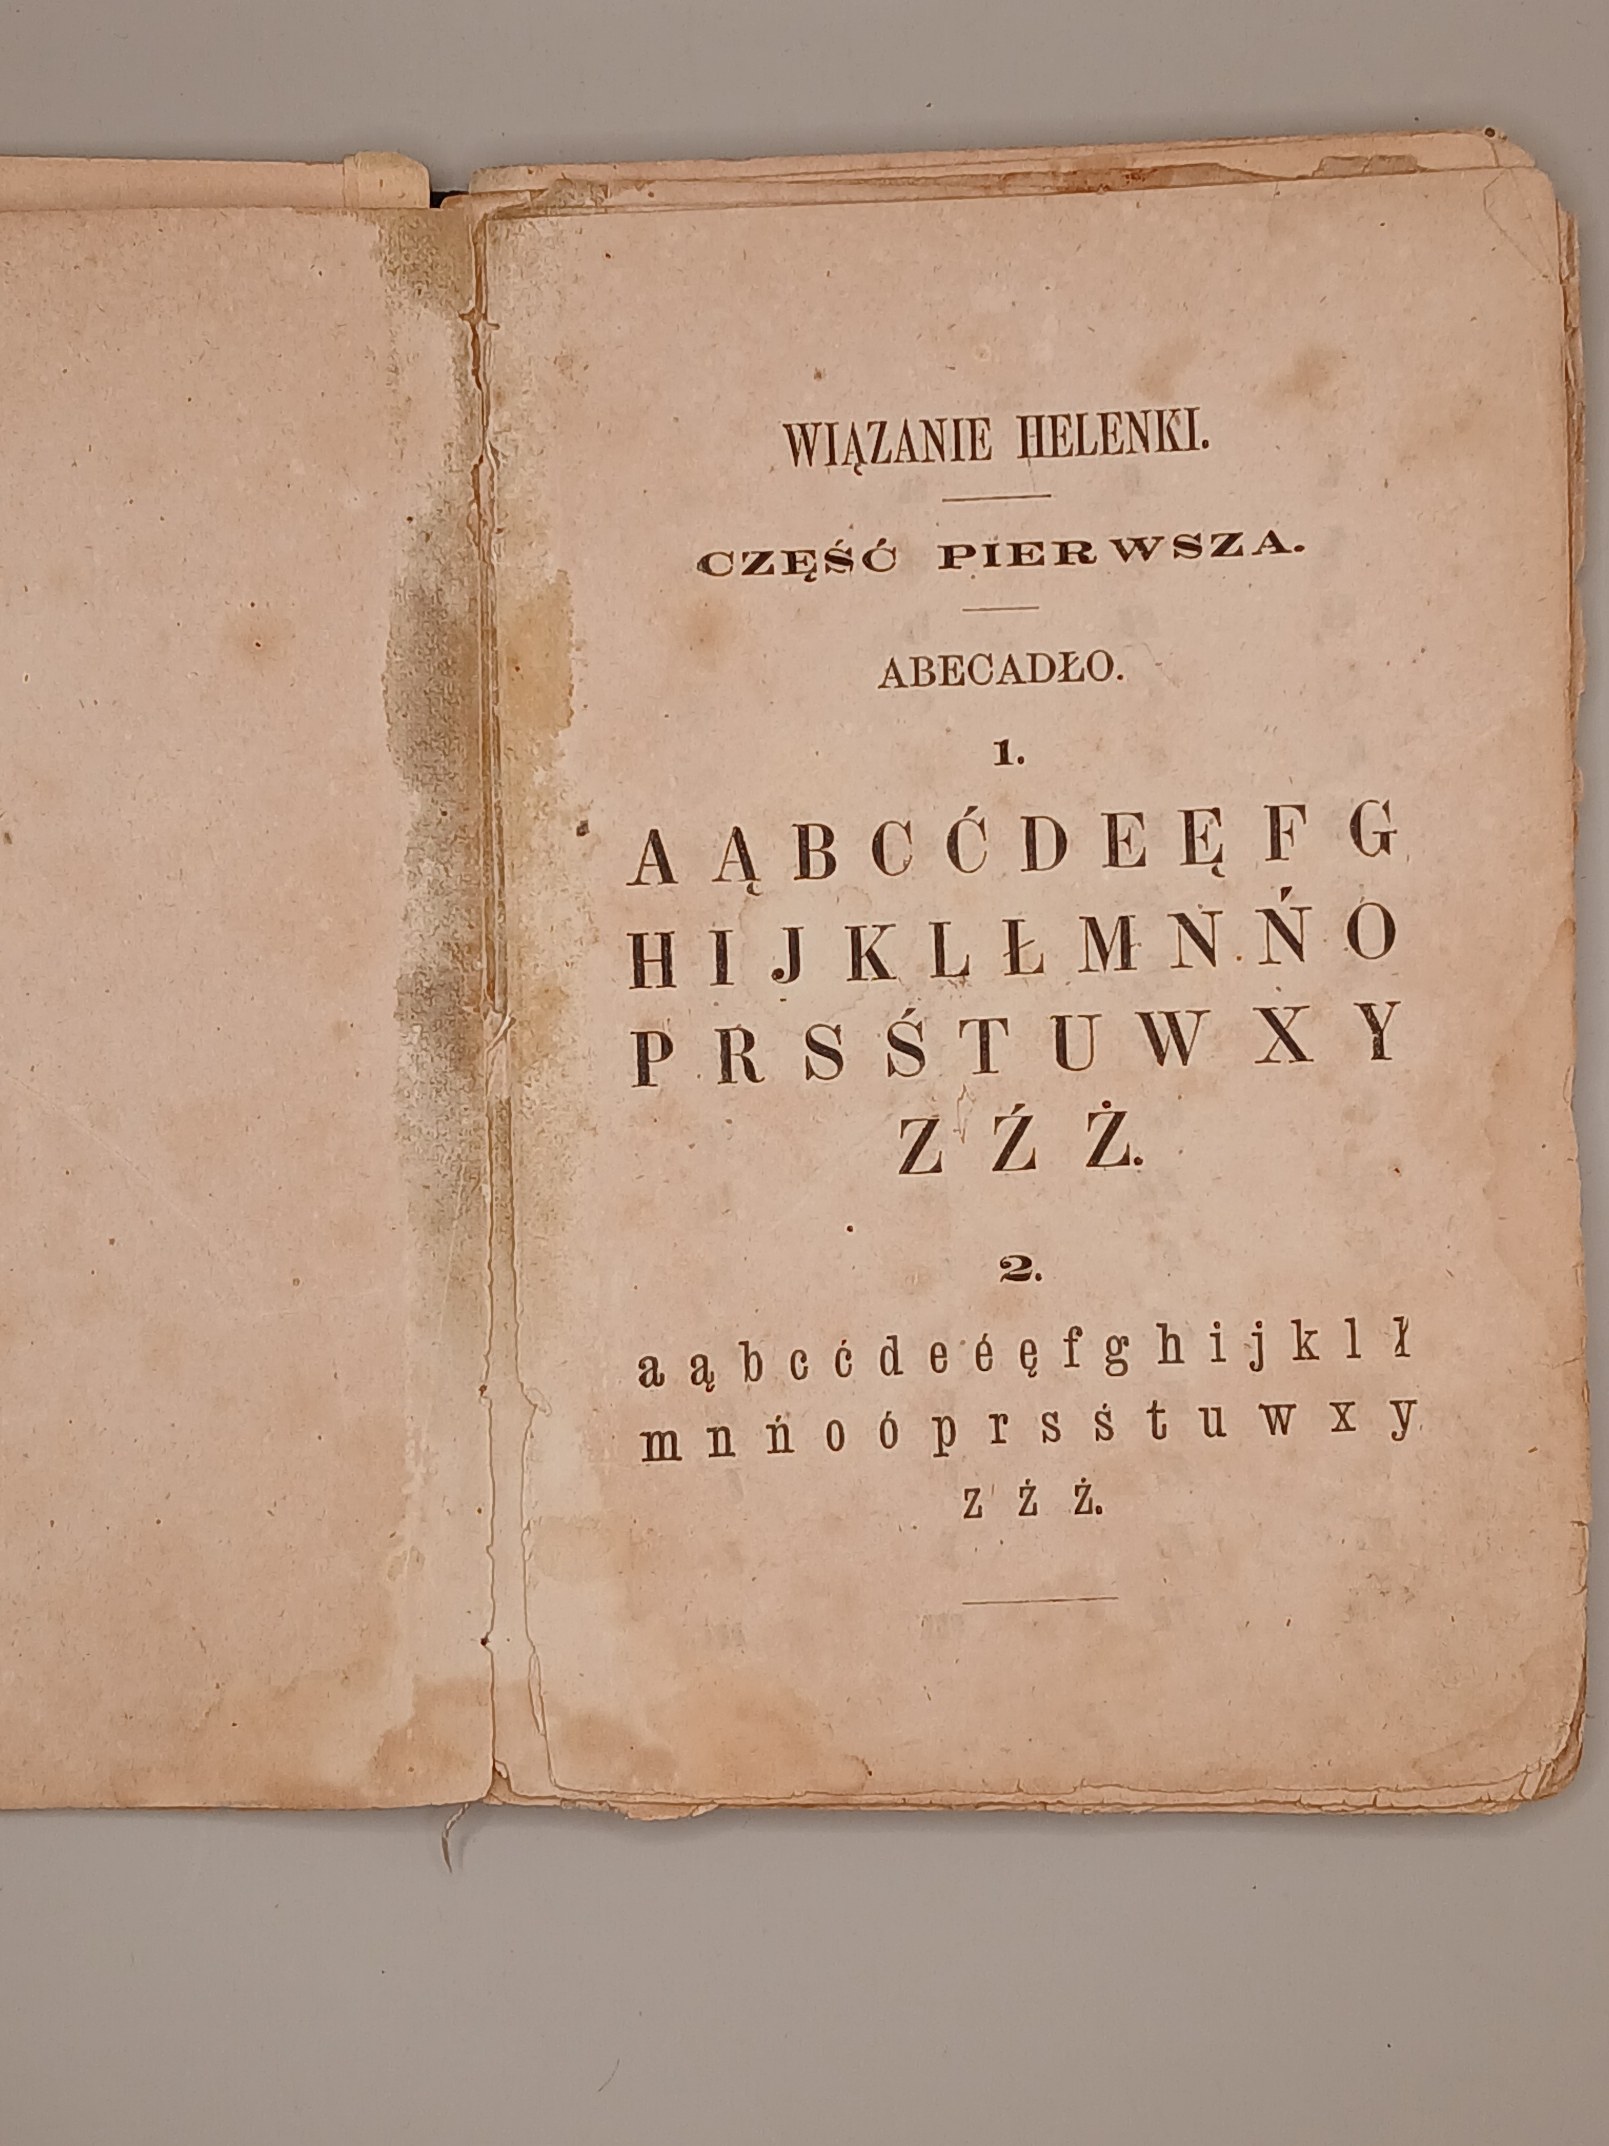 WIĄZANIE HELENKI.
CZĘŚĆ PIERWSZA.
ABECADŁO.
1.
A Ą B C Ć D E Ę F G
H I J K L Ł M N Ń O
P R S Ś T U W X Y
Z Ź Ż.
2.
a ą b c ć d e é ę f g h i j k l ł
m n ń o ó p r s ś t u w x y
z ż ż.